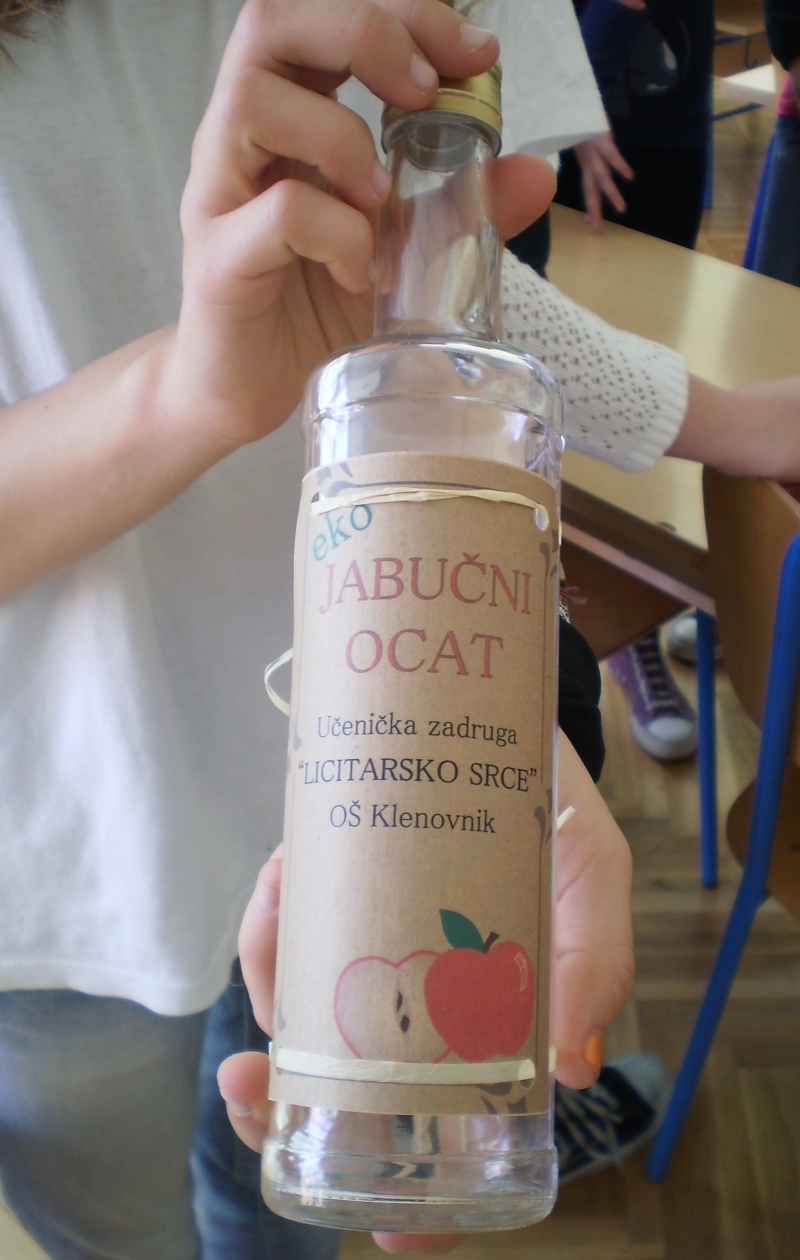 eko
JABUČNI
OCAT
Učenička zadruga
“LICITARSKO SRCE”
OŠ Klenovnik